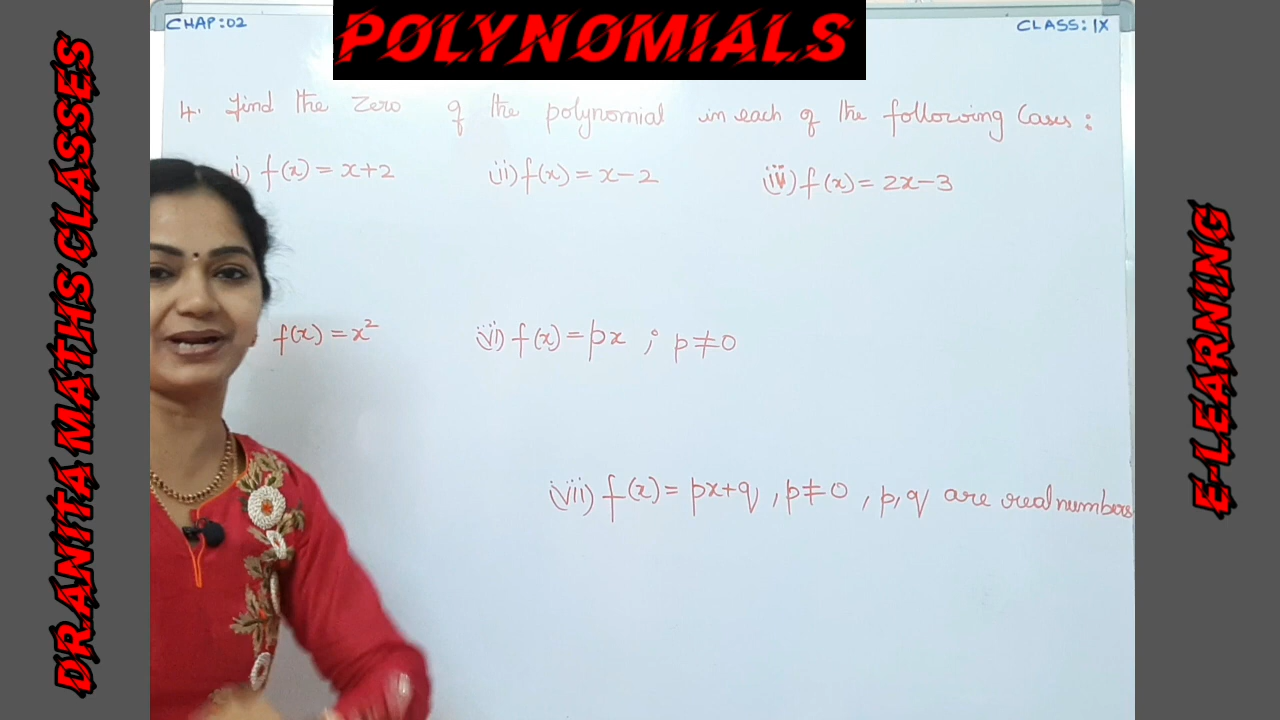 CHAP:02
POLYNOMIALS
CLASS: IX
4. Find the Zero of the polynomial in each of the following Cases:
i) f(x) = x+2 (ii) f(x) = x-2 f(x) = 2x-3
f(x) = x² (vi) f(x) = px ; p≠0
(vii) f(x) = px+q , p≠0 , p,q are real numbers
DR.ANITA MATHS CLASSES
E-LEARNING